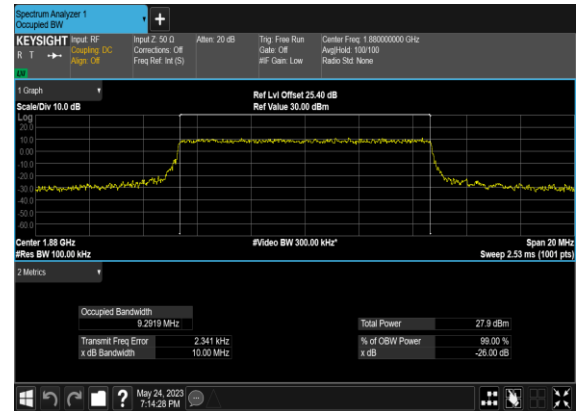 Spectrum Analyzer 1
Occupied BW
+
KEYSIGHT Input: RF Input Z: 50 Ω Atten: 20 dB Trig: Free Run Center Freq: 1.880000000 GHz
R T Coupling: DC Corrections: Off Gate: Off Avg|Hold: 100/100
Align: Off Freq Ref: Int (S) #IF Gain: Low Radio Std: None
1 Graph
Ref Lvl Offset 25.40 dB
Scale/Div 10.0 dB Ref Value 30.00 dBm
Log
20.0
10.0
0.00
-10.0
-20.0
-30.0
-40.0
-50.0
-60.0
Center 1.88 GHz #Video BW 300.00 kHz* Span 20 MHz
#Res BW 100.00 kHz Sweep 2.53 ms (1001 pts)
2 Metrics
Occupied Bandwidth
9.2919 MHz Total Power 27.9 dBm
Transmit Freq Error 2.341 kHz % of OBW Power 99.00 %
x dB Bandwidth 10.00 MHz x dB -26.00 dB
? May 24, 2023
7:14:28 PM